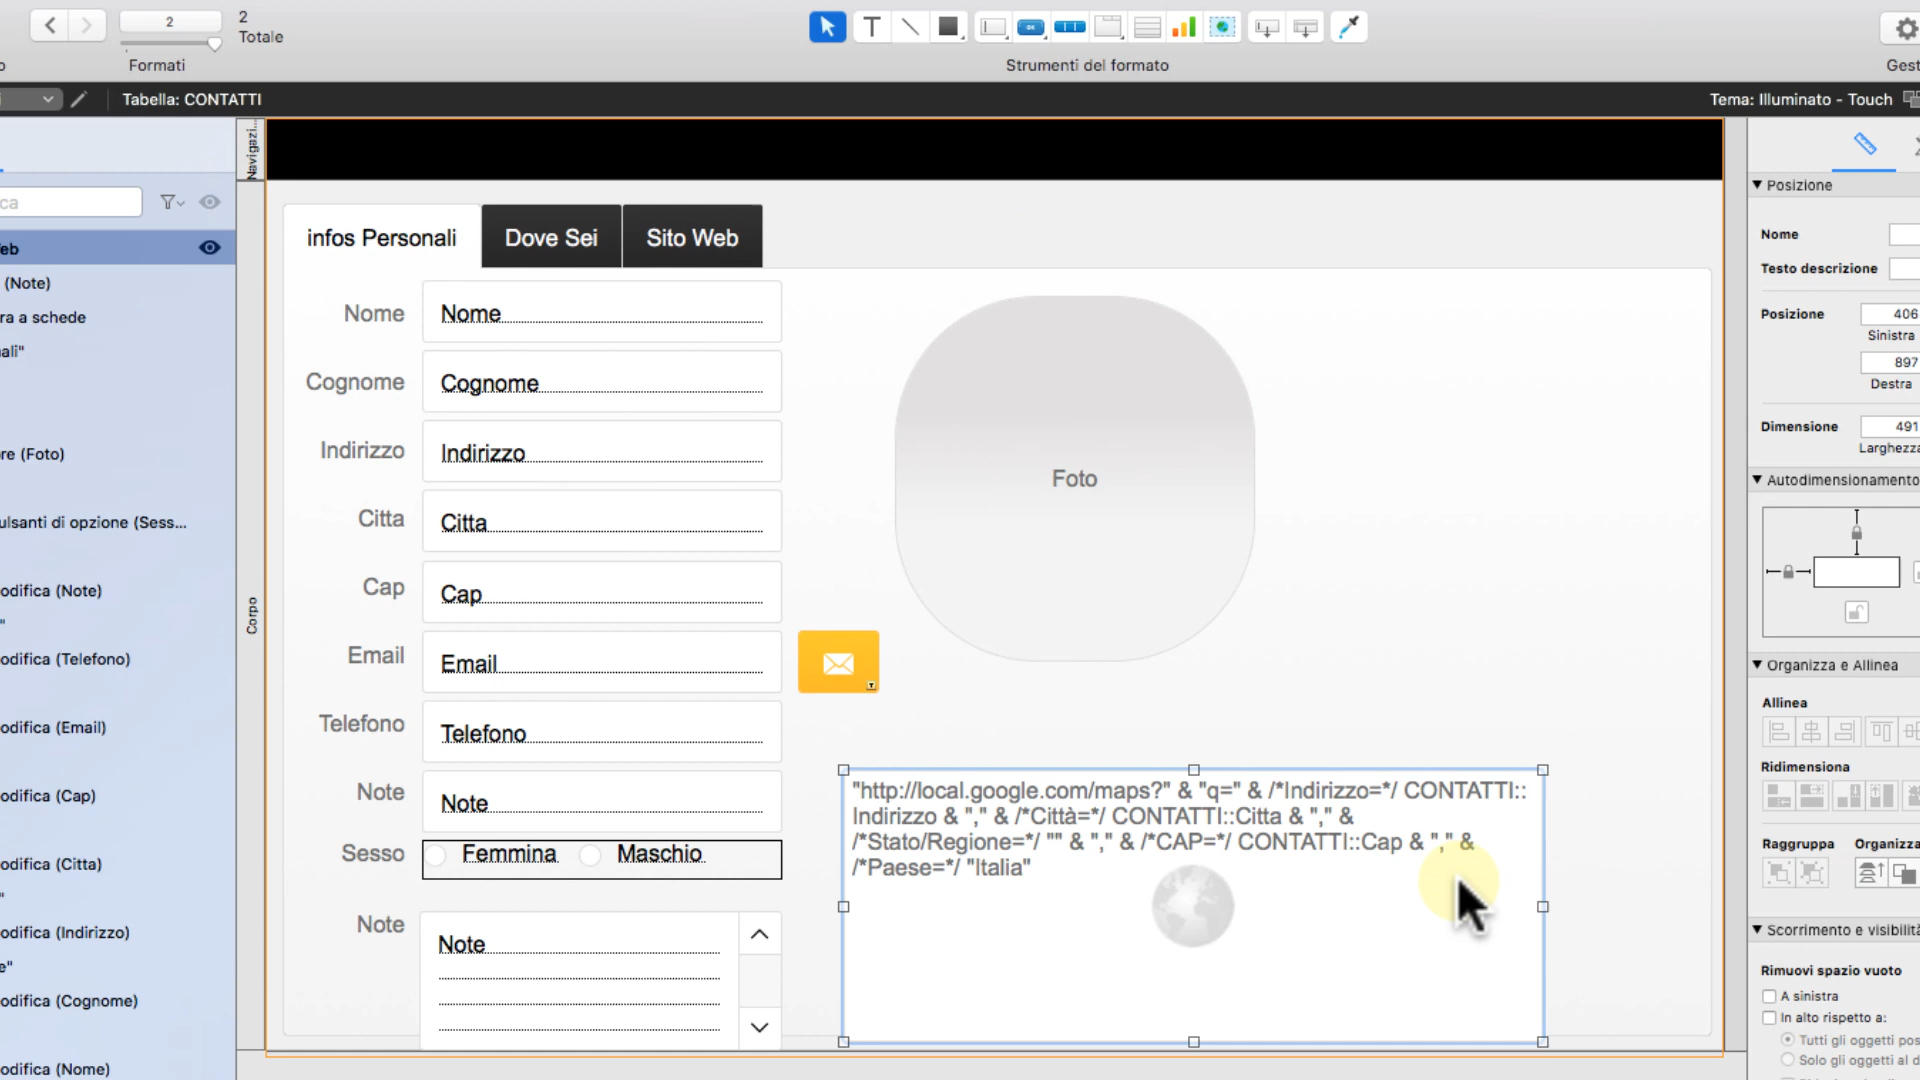 2
2
Totale
Formati
Strumenti del formato
Gest
Tabella: CONTATTI
Tema: Illuminato - Touch
Navigazi...
ca
eb
(Note)
ra a schede
ali"
re (Foto)
ulsanti di opzione (Sess...
odifica (Note)
"
odifica (Telefono)
odifica (Email)
odifica (Cap)
odifica (Citta)
"
odifica (Indirizzo)
e"
odifica (Cognome)
odifica (Nome)
Corpo
infos Personali
Dove Sei
Sito Web
Nome
Nome
Cognome
Cognome
Indirizzo
Indirizzo
Citta
Citta
Cap
Cap
Email
Email
Telefono
Telefono
Note
Note
Sesso
Femmina
Maschio
Note
Note
Foto
"http://local.google.com/maps?" & "q=" & /*Indirizzo=*/ CONTATTI::
Indirizzo & "," & /*Città=*/ CONTATTI::Citta & "," &
/*Stato/Regione=*/ "" & "," & /*CAP=*/ CONTATTI::Cap & "," &
/*Paese=*/ "Italia"
Posizione
Nome
Testo descrizione
Posizione
406
Sinistra
897
Destra
Dimensione
491
Larghezza
Autodimensionamento
Organizza e Allinea
Allinea
Ridimensiona
Raggruppa
Organizza
Scorrimento e visibilità
Rimuovi spazio vuoto
A sinistra
In alto rispetto a:
Tutti gli oggetti pos
Solo gli oggetti al d